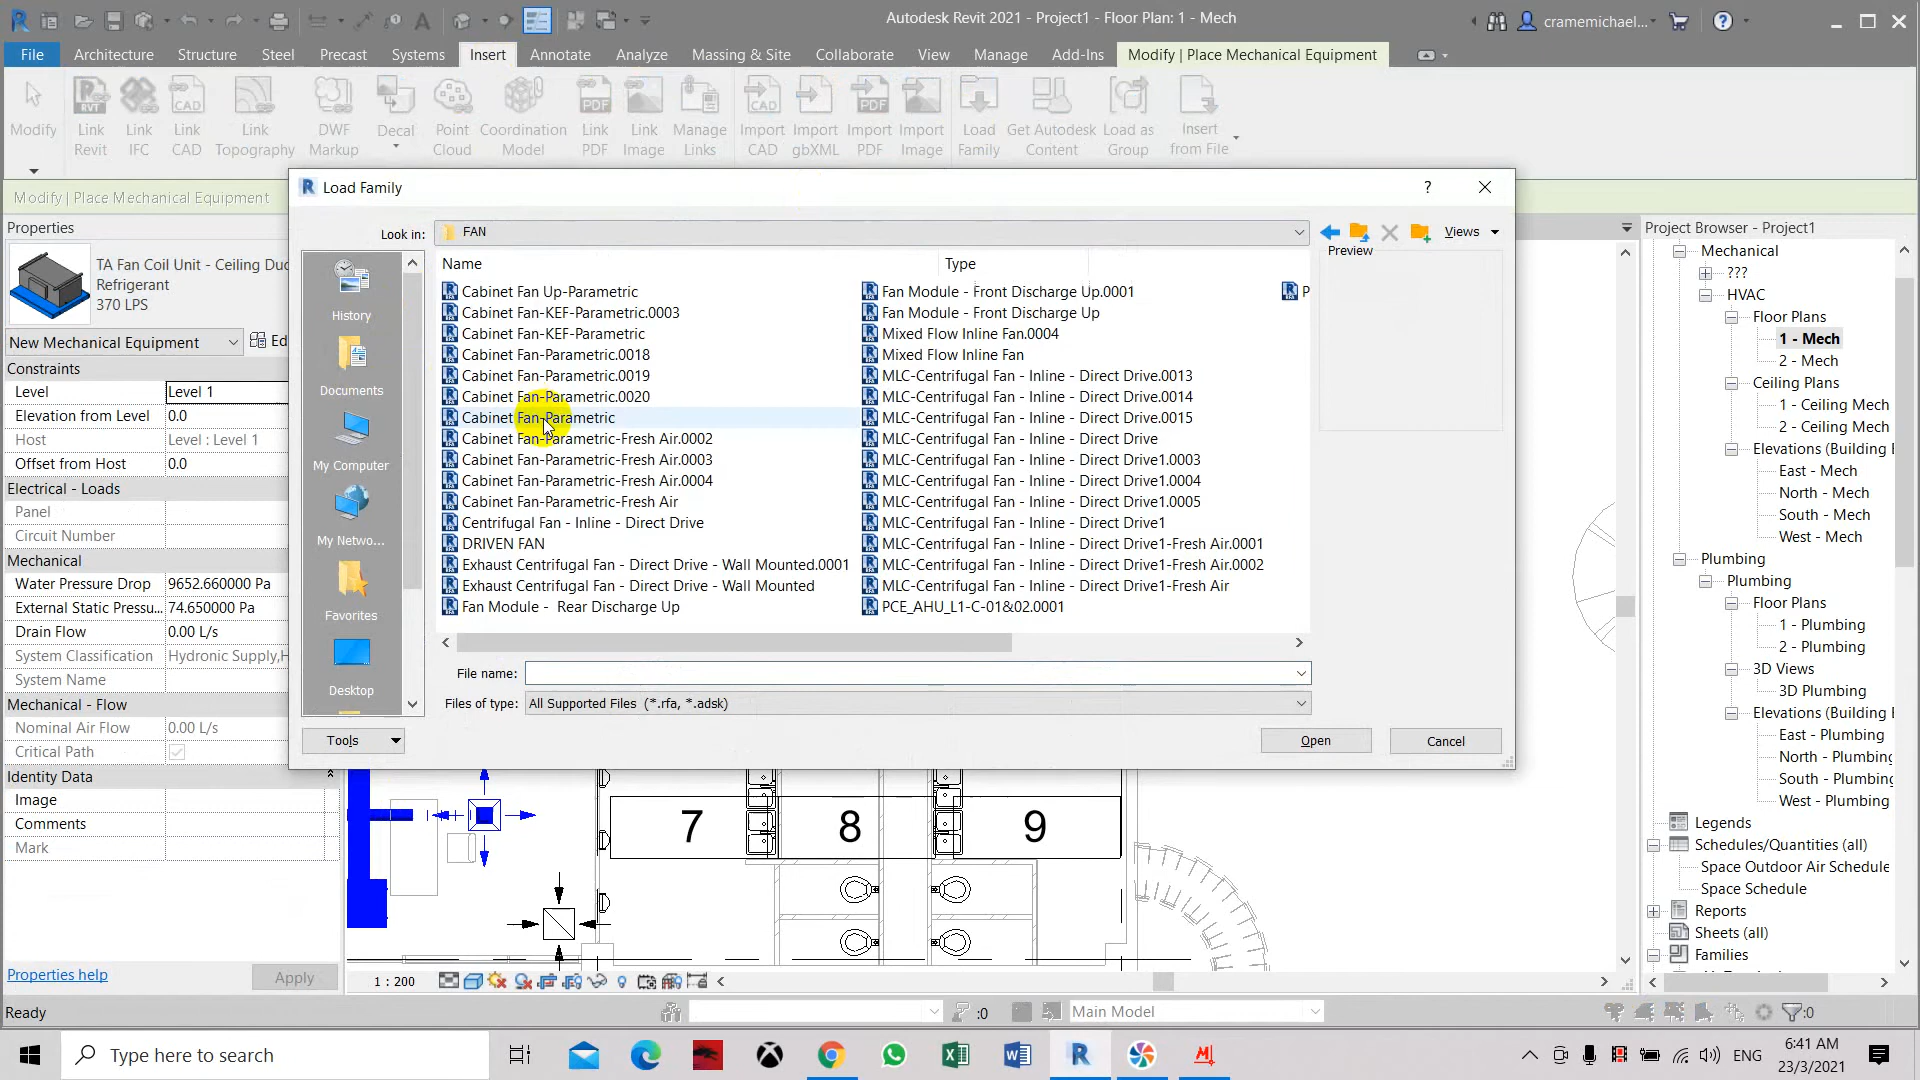 Autodesk Revit 2021 - Project1 - Floor Plan: 1 - Mech
cramemichael...
File Architecture Structure Steel Precast Systems Insert Annotate Analyze Massing & Site Collaborate View Manage Add-Ins Modify | Place Mechanical Equipment
Modify
Link Revit
Link IFC
Link CAD
Link Topography
DWF Markup
Decal
Point Cloud
Coordination Model
Link PDF
Link Image
Manage Links
Import CAD
Import gbXML
Import PDF
Import Image
Load Family
Get Autodesk Content
Load as Group
Insert from File
Modify | Place Mechanical Equipment
Properties
TA Fan Coil Unit - Ceiling Duc
Refrigerant
370 LPS
New Mechanical Equipment
Ed
Constraints
Level Level 1
Elevation from Level 0.0
Host Level : Level 1
Offset from Host 0.0
Electrical - Loads
Panel
Circuit Number
Mechanical
Water Pressure Drop 9652.660000 Pa
External Static Pressu... 74.650000 Pa
Drain Flow 0.00 L/s
System Classification Hydronic Supply,H
System Name
Mechanical - Flow
Nominal Air Flow 0.00 L/s
Critical Path
Identity Data
Image
Comments
Mark
Properties help
Apply
Load Family
Look in: FAN
Views
Preview
Name Type
History
Documents
My Computer
My Netwo...
Favorites
Desktop
Cabinet Fan Up-Parametric
Cabinet Fan-KEF-Parametric.0003
Cabinet Fan-KEF-Parametric
Cabinet Fan-Parametric.0018
Cabinet Fan-Parametric.0019
Cabinet Fan-Parametric.0020
Cabinet Fan-Parametric
Cabinet Fan-Parametric-Fresh Air.0002
Cabinet Fan-Parametric-Fresh Air.0003
Cabinet Fan-Parametric-Fresh Air.0004
Cabinet Fan-Parametric-Fresh Air
Centrifugal Fan - Inline - Direct Drive
DRIVEN FAN
Exhaust Centrifugal Fan - Direct Drive - Wall Mounted.0001
Exhaust Centrifugal Fan - Direct Drive - Wall Mounted
Fan Module - Rear Discharge Up
Fan Module - Front Discharge Up.0001
Fan Module - Front Discharge Up
Mixed Flow Inline Fan.0004
Mixed Flow Inline Fan
MLC-Centrifugal Fan - Inline - Direct Drive.0013
MLC-Centrifugal Fan - Inline - Direct Drive.0014
MLC-Centrifugal Fan - Inline - Direct Drive.0015
MLC-Centrifugal Fan - Inline - Direct Drive
MLC-Centrifugal Fan - Inline - Direct Drive1.0003
MLC-Centrifugal Fan - Inline - Direct Drive1.0004
MLC-Centrifugal Fan - Inline - Direct Drive1.0005
MLC-Centrifugal Fan - Inline - Direct Drive1
MLC-Centrifugal Fan - Inline - Direct Drive1-Fresh Air.0001
MLC-Centrifugal Fan - Inline - Direct Drive1-Fresh Air.0002
MLC-Centrifugal Fan - Inline - Direct Drive1-Fresh Air
PCE_AHU_L1-C-01&02.0001
P
File name:
Files of type: All Supported Files (*.rfa, *.adsk)
Tools
Open
Cancel
7 8 9
Project Browser - Project1
Mechanical
???
HVAC
Floor Plans
1 - Mech
2 - Mech
Ceiling Plans
1 - Ceiling Mech
2 - Ceiling Mech
Elevations (Building E
East - Mech
North - Mech
South - Mech
West - Mech
Plumbing
Plumbing
Floor Plans
1 - Plumbing
2 - Plumbing
3D Views
3D Plumbing
Elevations (Building E
East - Plumbing
North - Plumbing
South - Plumbing
West - Plumbing
Legends
Schedules/Quantities (all)
Space Outdoor Air Schedule
Space Schedule
Reports
Sheets (all)
Families
1 : 200
Ready
:0
Main Model
:0
Type here to search
ENG
6:41 AM
23/3/2021